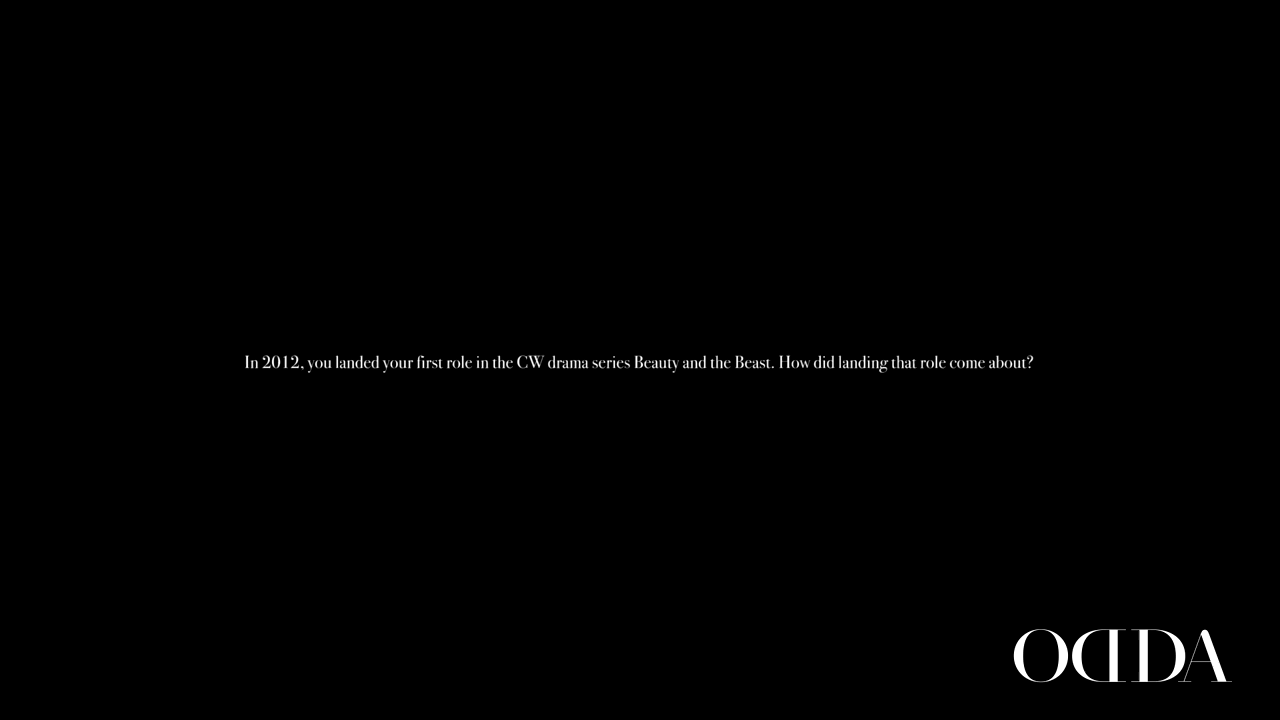 In 2012, you landed your first role in the CW drama series Beauty and the Beast. How did landing that role come about?
ODDA